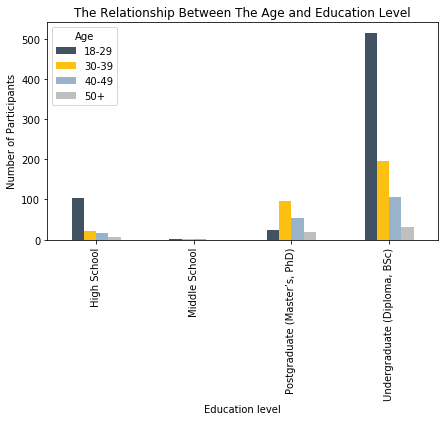 The Relationship Between The Age and Education Level
Age
18-29
30-39
40-49
50+
Number of Participants
500
400
300
200
100
0
High School
Middle School
Postgraduate (Master's, PhD)
Undergraduate (Diploma, BSc)
Education level